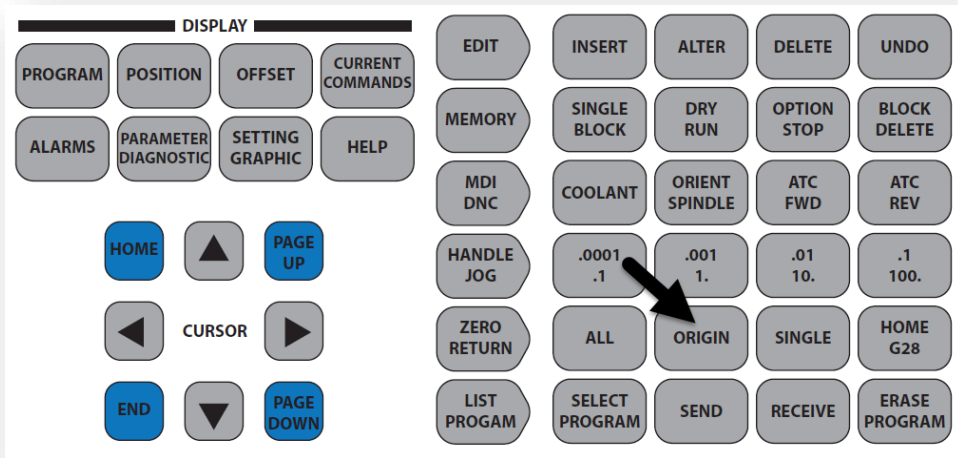 DISPLAY
PROGRAM
POSITION
OFFSET
CURRENT
COMMANDS
ALARMS
PARAMETER
DIAGNOSTIC
SETTING
GRAPHIC
HELP
HOME
PAGE
UP
CURSOR
END
PAGE
DOWN
EDIT
INSERT
ALTER
DELETE
UNDO
MEMORY
SINGLE
BLOCK
DRY
RUN
OPTION
STOP
BLOCK
DELETE
MDI
DNC
COOLANT
ORIENT
SPINDLE
ATC
FWD
ATC
REV
HANDLE
JOG
.0001
.1
.001
1.
.01
10.
.1
100.
ZERO
RETURN
ALL
ORIGIN
SINGLE
HOME
G28
LIST
PROGAM
SELECT
PROGRAM
SEND
RECEIVE
ERASE
PROGRAM